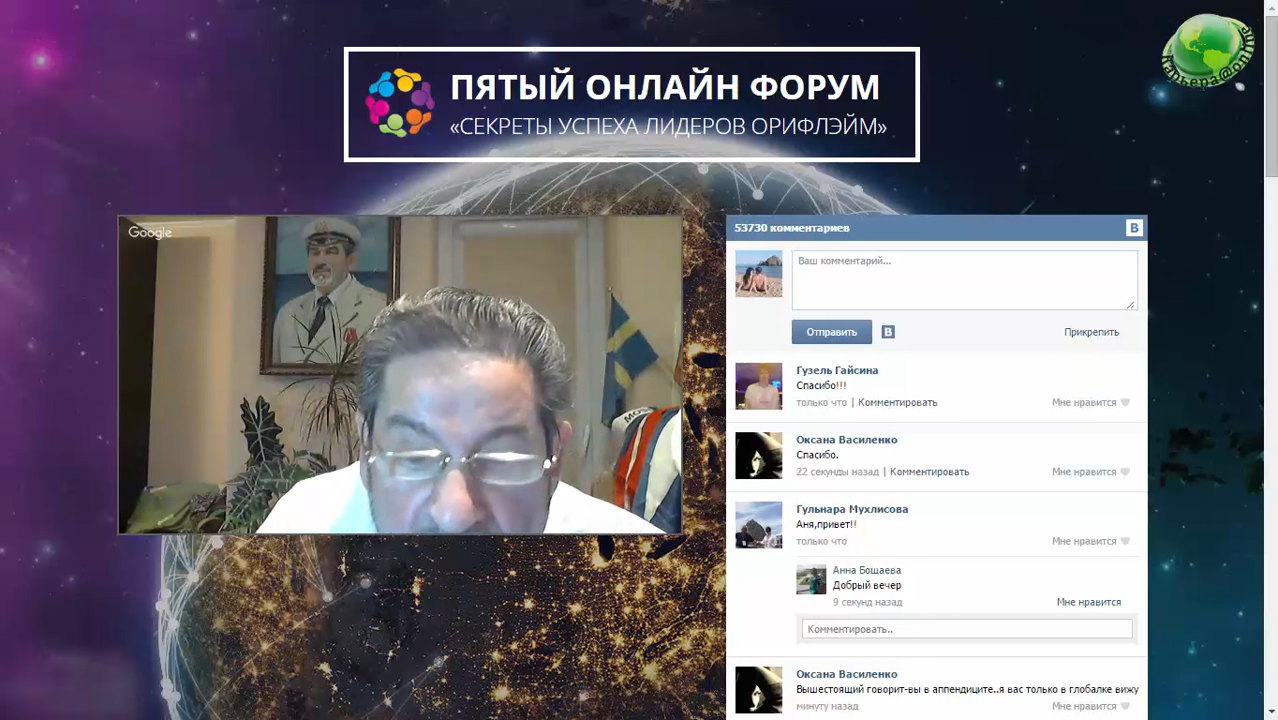 карьера@online
ПЯТЫЙ ОНЛАЙН ФОРУМ
«СЕКРЕТЫ УСПЕХА ЛИДЕРОВ ОРИФЛЭЙМ»
Google
53730 комментариев
B
Ваш комментарий...
Отправить
B
Прикрепить
Гузель Гайсина
Спасибо!!!
только что | Комментировать
Мне нравится
Оксана Василенко
Спасибо.
22 секунды назад | Комментировать
Мне нравится
Гульнара Мухлисова
Аня,привет!!
только что
Мне нравится
Анна Бощаева
Добрый вечер
9 секунд назад
Мне нравится
Комментировать..
Оксана Василенко
Вышестоящий говорит-вы в аппендиците..я вас только в глобалке вижу
минуту назад
Мне нравится